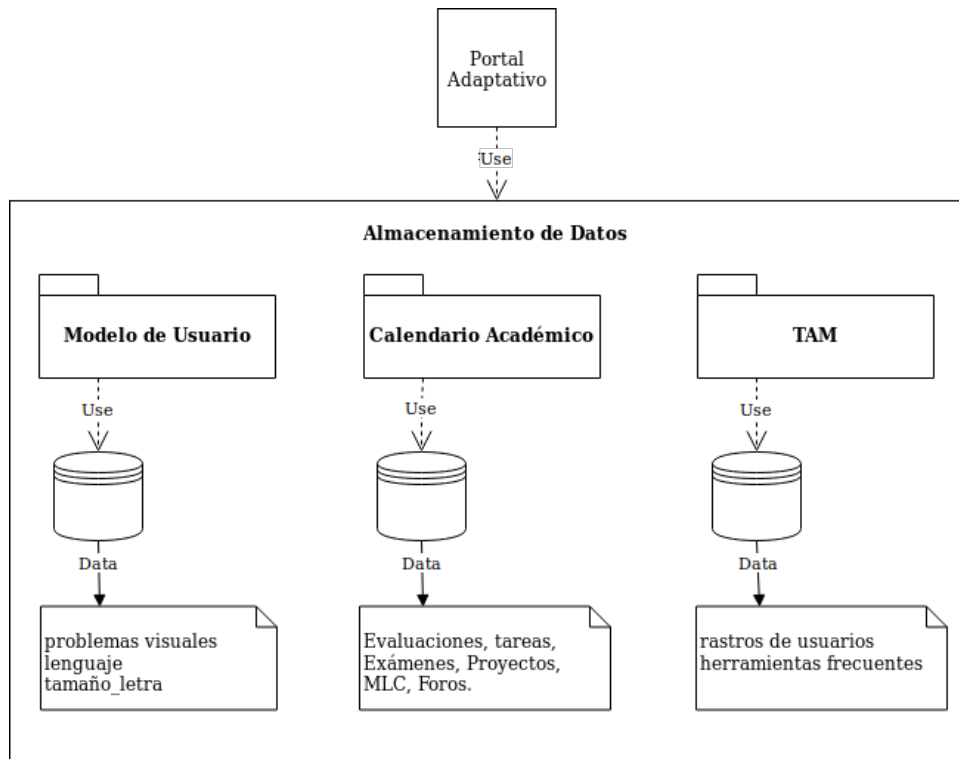 Portal
Adaptativo
Use
Almacenamiento de Datos
Modelo de Usuario
Calendario Académico
TAM
Use
Use
Use
Data
Data
Data
problemas visuales
lenguaje
tamaño_letra
Evaluaciones, tareas,
Exámenes, Proyectos,
MLC, Foros.
rastros de usuarios
herramientas frecuentes